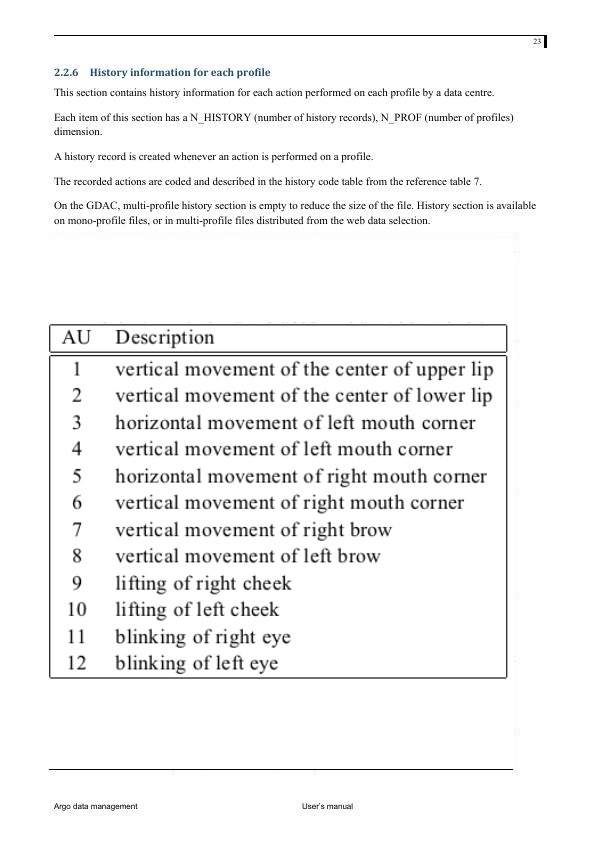 23
2.2.6 History information for each profile
This section contains history information for each action performed on each profile by a data centre.
Each item of this section has a N_HISTORY (number of history records), N_PROF (number of profiles)
dimension.
A history record is created whenever an action is performed on a profile.
The recorded actions are coded and described in the history code table from the reference table 7.
On the GDAC, multi-profile history section is empty to reduce the size of the file. History section is available
on mono-profile files, or in multi-profile files distributed from the web data selection.
AU Description
1 vertical movement of the center of upper lip
2 vertical movement of the center of lower lip
3 horizontal movement of left mouth corner
4 vertical movement of left mouth corner
5 horizontal movement of right mouth corner
6 vertical movement of right mouth corner
7 vertical movement of right brow
8 vertical movement of left brow
9 lifting of right cheek
10 lifting of left cheek
11 blinking of right eye
12 blinking of left eye
Argo data management User's manual